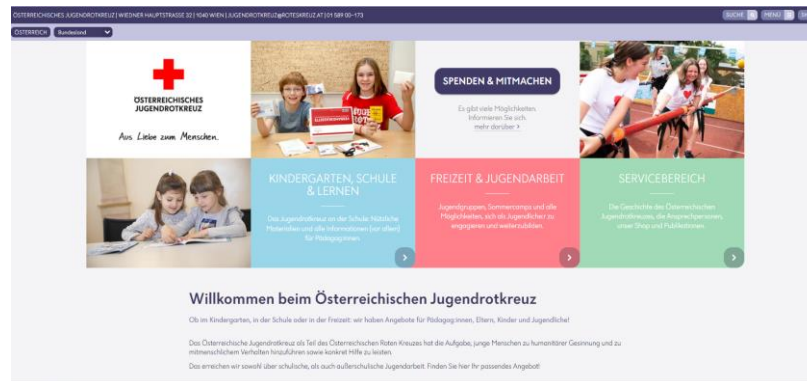 ÖSTERREICHISCHES JUGENDROTKREUZ | WIEDNER HAUPTSTRASSE 32 | 1040 WIEN | JUGENDROTKREUZ@ROTESKREUZ.AT | 01 589 00-173
SUCHE
MENÜ
ÖSTERREICH
Bundesland
ÖSTERREICHISCHES
JUGENDROTKREUZ
Aus Liebe zum Menschen.
SPENDEN & MITMACHEN
Es gibt viele Möglichkeiten.
Informieren Sie sich.
mehr darüber >
KINDERGARTEN, SCHULE
& LERNEN
Das Jugendrotkreuz an der Schule: Nützliche
Materialien und alle Informationen (vor allem)
für Pädagog:innen.
FREIZEIT & JUGENDARBEIT
Jugendgruppen, Sommercamps und alle
Möglichkeiten, sich als Jugendliche:r zu
engagieren und weiterzubilden.
SERVICEBEREICH
Die Geschichte des Österreichischen
Jugendrotkreuzes, die Ansprechpersonen,
unser Shop und Publikationen.
Willkommen beim Österreichischen Jugendrotkreuz
Ob im Kindergarten, in der Schule oder in der Freizeit: wir haben Angebote für Pädagog:innen, Eltern, Kinder und Jugendliche!
Das Österreichische Jugendrotkreuz als Teil des Österreichischen Roten Kreuzes hat die Aufgabe, junge Menschen zu humanitärer Gesinnung und zu
mitmenschlichem Verhalten hinzuführen sowie konkret Hilfe zu leisten.
Das erreichen wir sowohl über schulische, als auch außerschulische Jugendarbeit. Finden Sie hier Ihr passendes Angebot!